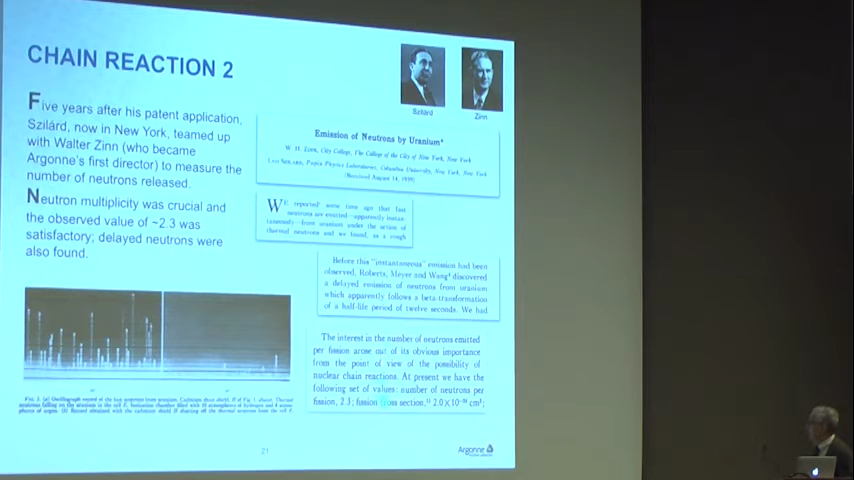 CHAIN REACTION 2
Szilárd
Zinn
Five years after his patent application,
Szilárd, now in New York, teamed up
with Walter Zinn (who became
Argonne's first director) to measure the
number of neutrons released.
Neutron multiplicity was crucial and
the observed value of ~2.3 was
satisfactory; delayed neutrons were
also found.
Emission of Neutrons by Uranium*
W. H. Zinn, City College, The College of the City of New York, New York
Leo Szilard, Pupin Physics Laboratories, Columbia University, New York, New York
(Received August 14, 1939)
WE reported¹ some time ago that fast
neutrons are emitted—apparently instan-
taneously—from uranium under the action of
thermal neutrons and we found, as a rough
Before this "instantaneous" emission had been
observed, Roberts, Meyer and Wang⁴ discovered
a delayed emission of neutrons from uranium
which apparently follows a beta transformation
of a half-life period of twelve seconds. We had
The interest in the number of neutrons emitted
per fission arose out of its obvious importance
from the point of view of the possibility of
nuclear chain reactions. At present we have the
following set of values: number of neutrons per
fission, 2.3; fission cross section,¹¹ 2.0×10⁻²⁴ cm²;
21
Argonne